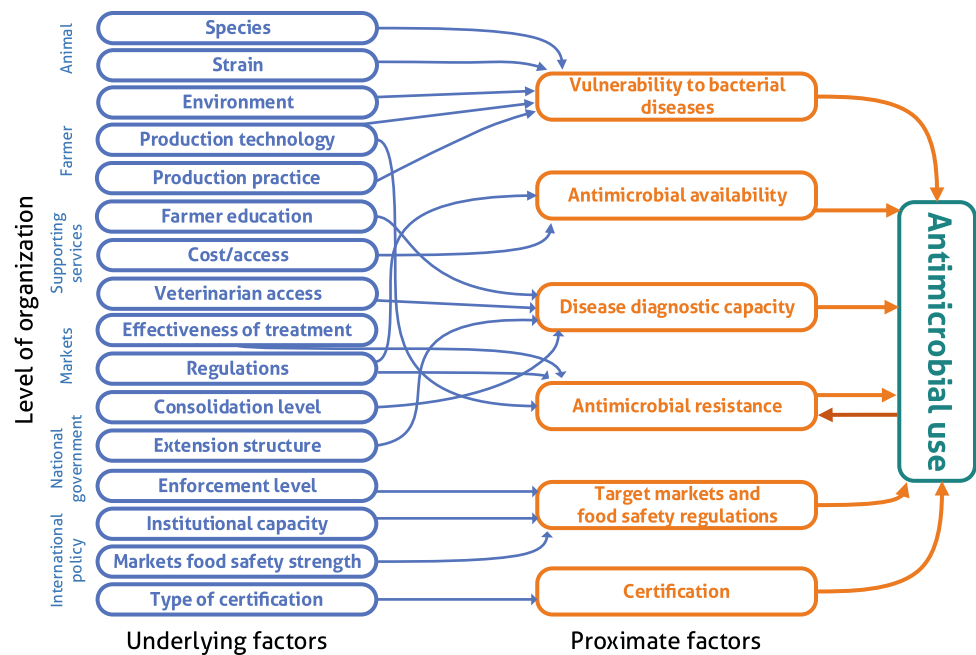 Level of organization
Animal
Farmer
Supporting
services
Markets
National
government
International
policy
Species
Strain
Environment
Production technology
Production practice
Farmer education
Cost/access
Veterinarian access
Effectiveness of treatment
Regulations
Consolidation level
Extension structure
Enforcement level
Institutional capacity
Markets food safety strength
Type of certification
Underlying factors
Vulnerability to bacterial
diseases
Antimicrobial availability
Disease diagnostic capacity
Antimicrobial resistance
Target markets and
food safety regulations
Certification
Proximate factors
Antimicrobial use